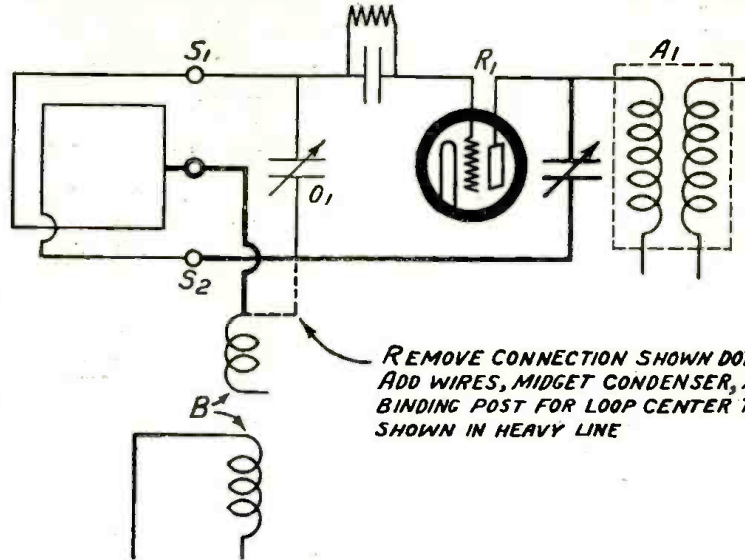 S1
R1
A1
O1
S2
B
REMOVE CONNECTION SHOWN
ADD WIRES, MIDGET CONDENSER,
BINDING POST FOR LOOP CENTER
SHOWN IN HEAVY LINE